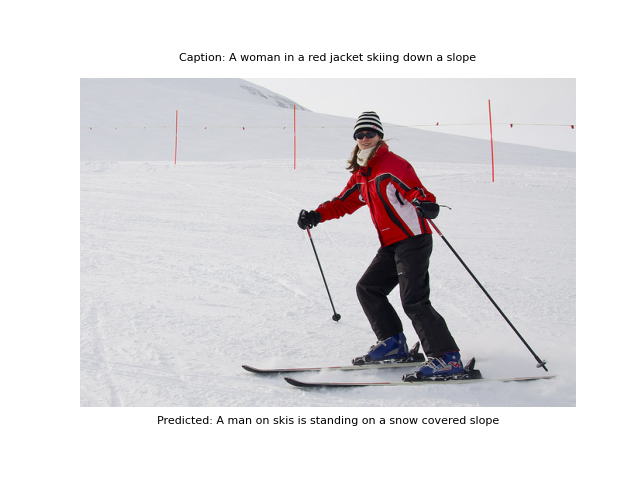 Caption: A woman in a red jacket skiing down a slope
Predicted: A man on skis is standing on a snow covered slope